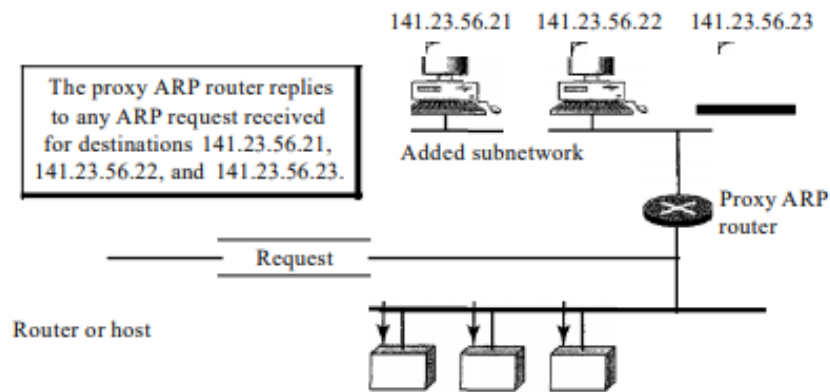 141.23.56.21 141.23.56.22 141.23.56.23
The proxy ARP router replies
to any ARP request received
for destinations 141.23.56.21,
141.23.56.22, and 141.23.56.23.
Added subnetwork
Proxy ARP
router
Request
Router or host